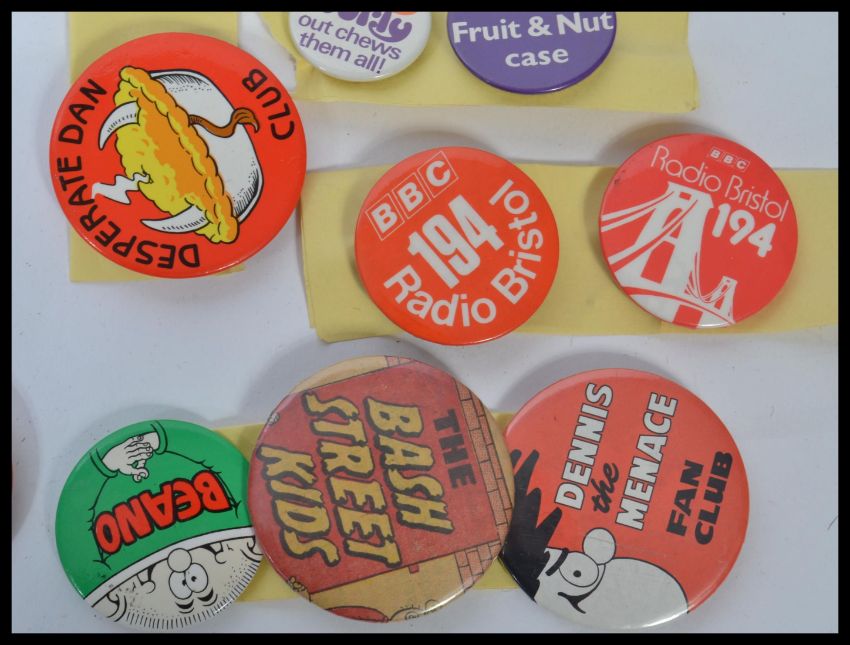 out chews
them all!
Fruit & Nut
case
DESPERATE DAN
CLUB
BBC
194
Radio Bristol
BBC
Radio Bristol
194
BEANO
THE
BASH
STREET
KIDS
DENNIS
the
MENACE
FAN
CLUB